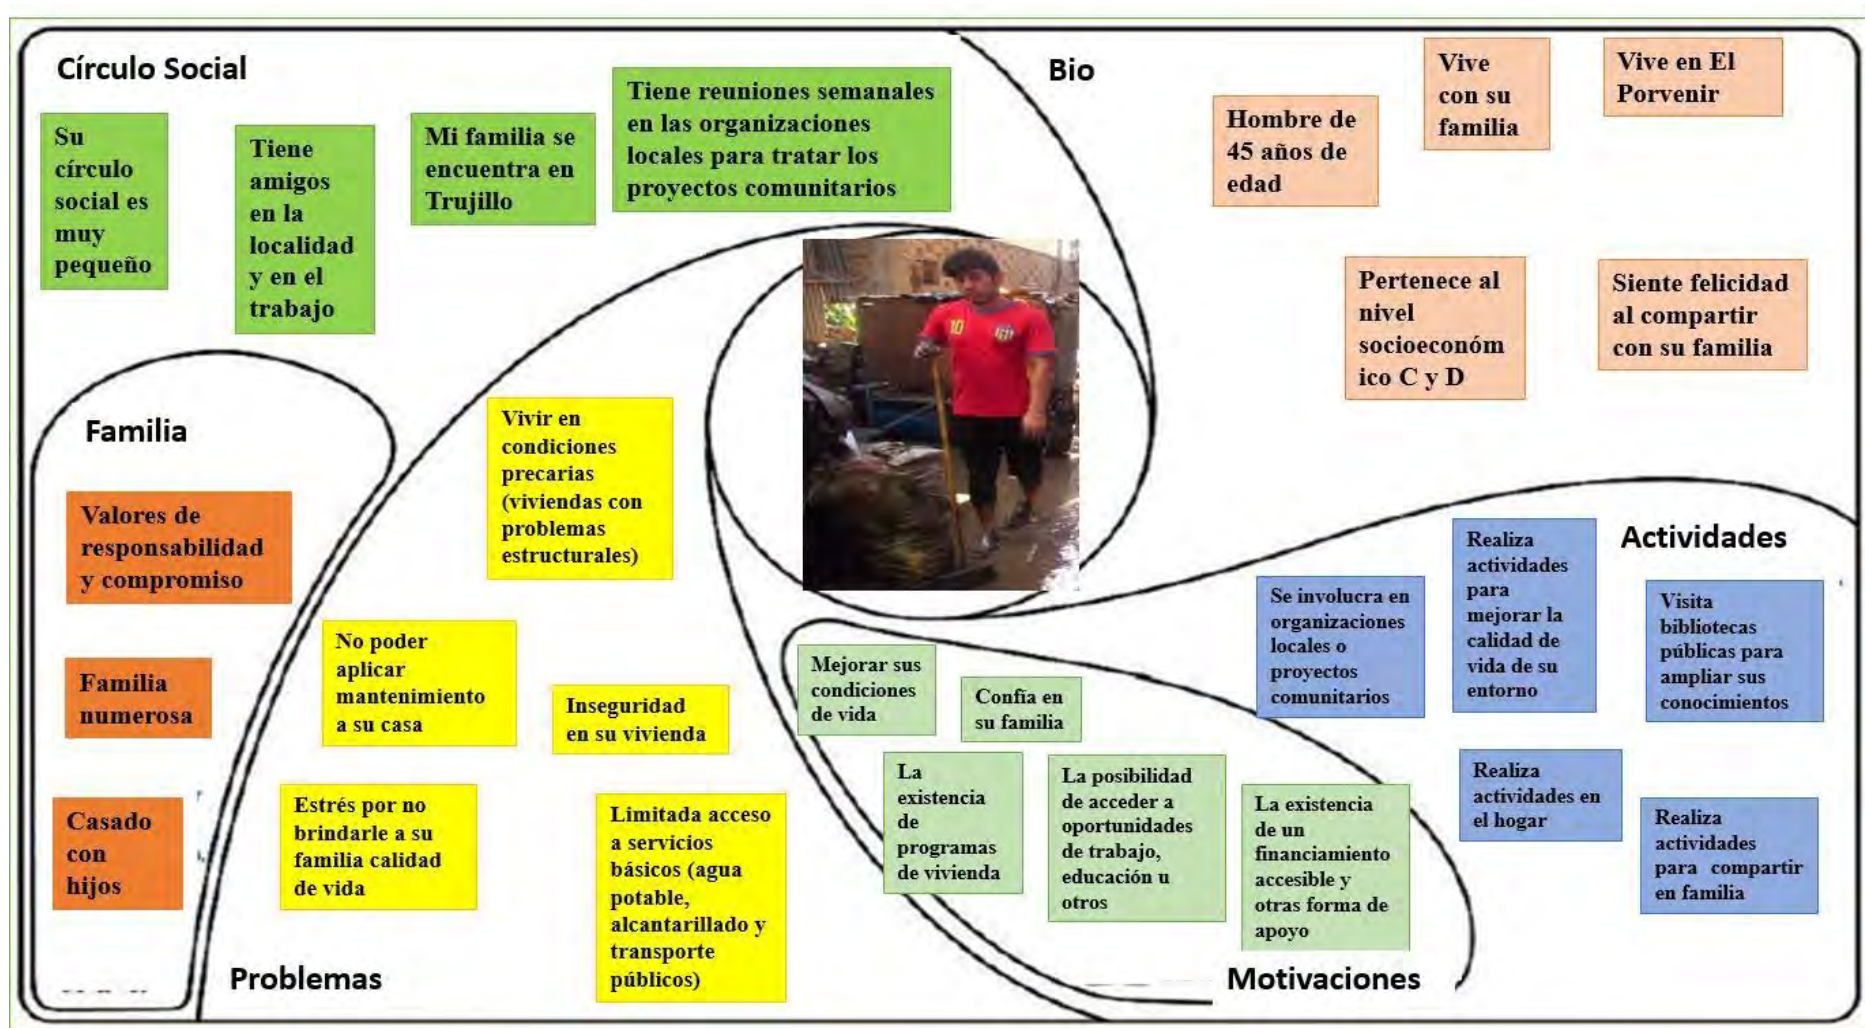 Círculo Social
Su
círculo
social es
muy
pequeño
Tiene
amigos
en la
localidad
y en el
trabajo
Mi familia se
encuentra en
Trujillo
Tiene reuniones semanales
en las organizaciones
locales para tratar los
proyectos comunitarios
Bio
Hombre de
45 años de
edad
Vive
con su
familia
Vive en El
Porvenir
Pertenece al
nivel
socioeconóm
ico C y D
Siente felicidad
al compartir
con su familia
10
Familia
Valores de
responsabilidad
y compromiso
Familia
numerosa
Casado
con
hijos
Vivir en
condiciones
precarias
(viviendas con
problemas
estructurales)
No poder
aplicar
mantenimiento
a su casa
Inseguridad
en su vivienda
Estrés por no
brindarle a su
familia calidad
de vida
Limitada acceso
a servicios
básicos (agua
potable,
alcantarillado y
transporte
públicos)
Problemas
Mejorar sus
condiciones
de vida
Confía en
su familia
La
existencia
de
programas
de vivienda
La posibilidad
de acceder a
oportunidades
de trabajo,
educación u
otros
La existencia
de un
financiamiento
accesible y
otras forma de
apoyo
Motivaciones
Actividades
Se involucra en
organizaciones
locales o
proyectos
comunitarios
Realiza
actividades
para
mejorar la
calidad de
vida de su
entorno
Visita
bibliotecas
públicas para
ampliar sus
conocimientos
Realiza
actividades en
el hogar
Realiza
actividades
para compartir
en familia